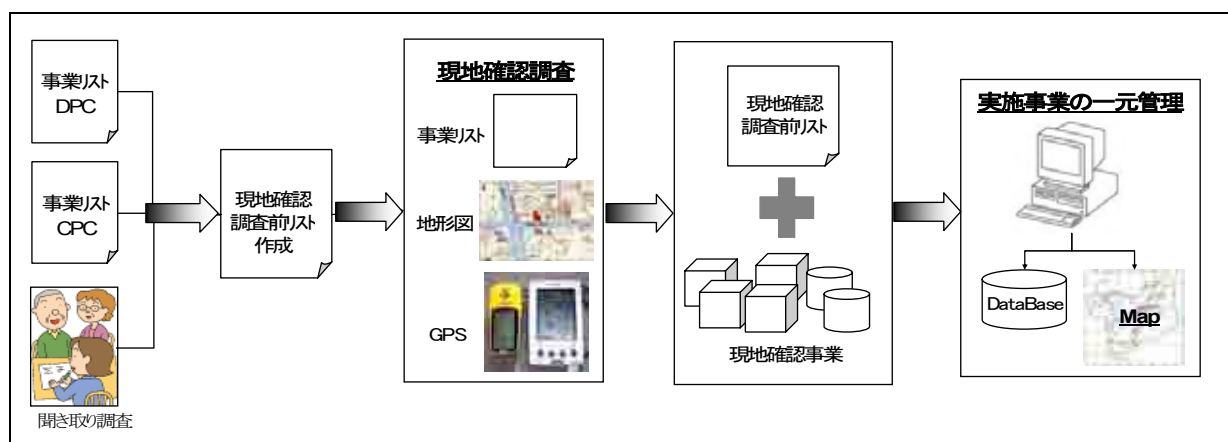 事業リスト
DPC
事業リスト
CPC
聞き取り調査
現地確認
調査前リスト
作成
現地確認調査
事業リスト
地形図
GPS
現地確認
調査前リスト
現地確認事業
実施事業の一元管理
DataBase
Map